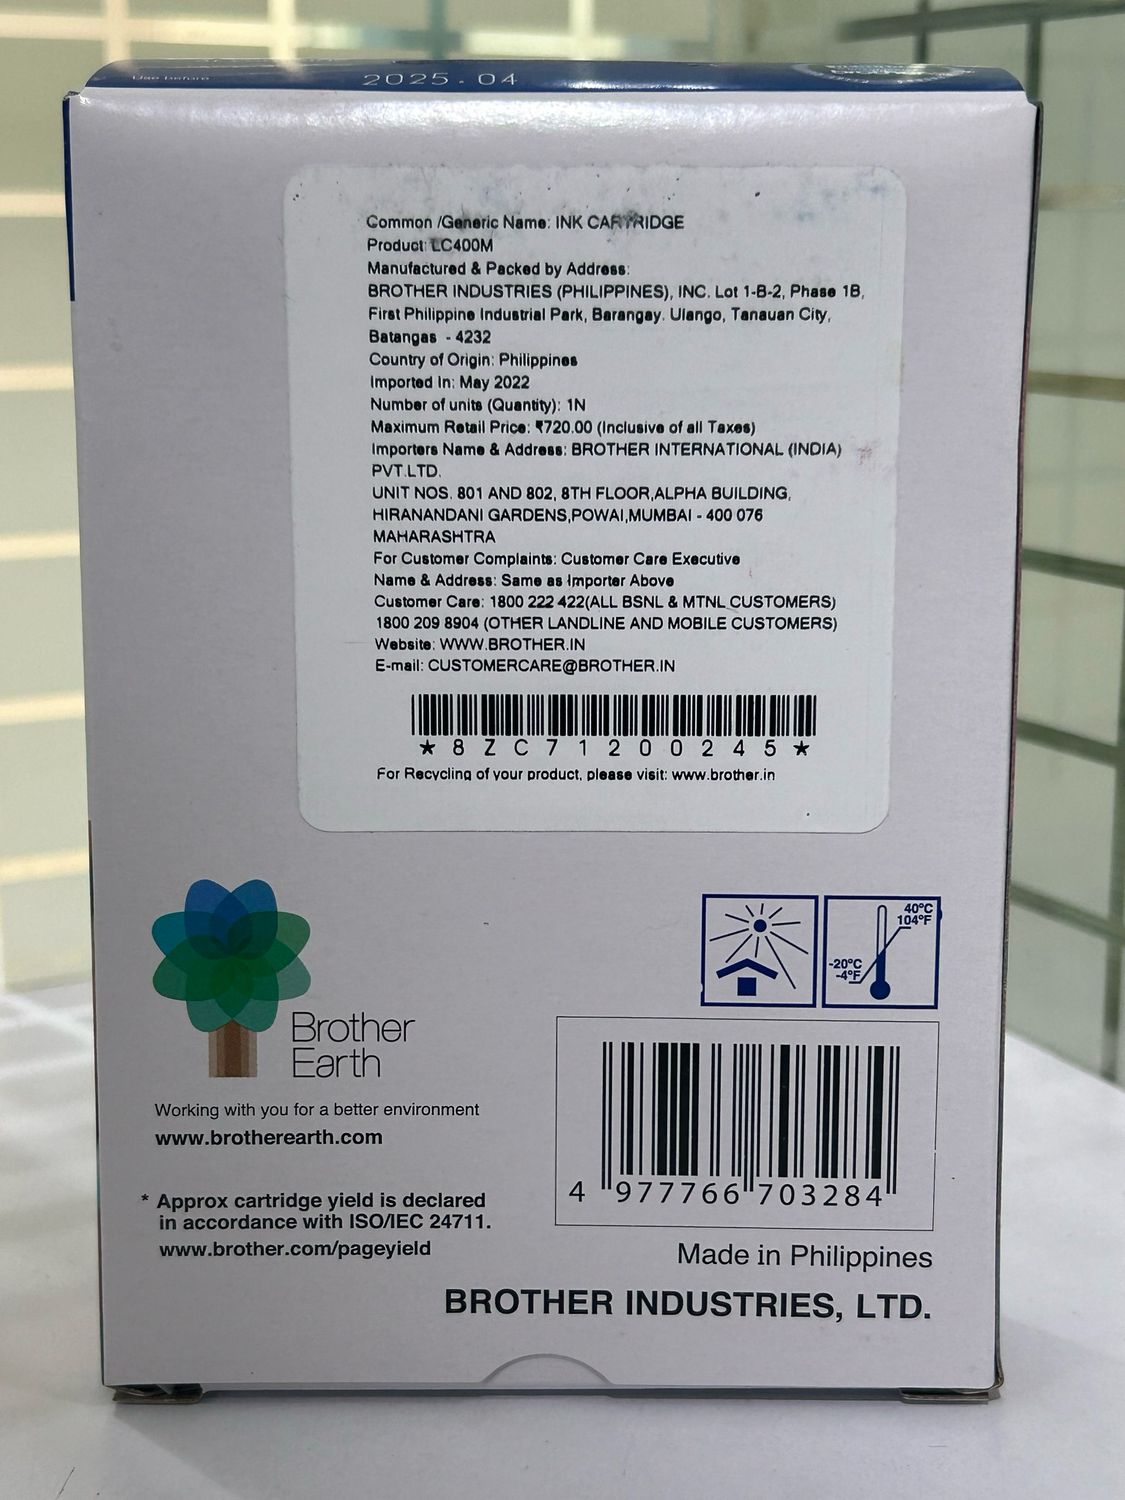 Use before
2025.04
Common /Generic Name: INK CARTRIDGE
Product: LC400M
Manufactured & Packed by Address:
BROTHER INDUSTRIES (PHILIPPINES), INC. Lot 1-B-2, Phase 1B,
First Philippine Industrial Park, Barangay. Ulango, Tanauan City,
Batangas - 4232
Country of Origin: Philippines
Imported In: May 2022
Number of units (Quantity): 1N
Maximum Retail Price: ₹720.00 (Inclusive of all Taxes)
Importers Name & Address: BROTHER INTERNATIONAL (INDIA)
PVT.LTD.
UNIT NOS. 801 AND 802, 8TH FLOOR,ALPHA BUILDING,
HIRANANDANI GARDENS,POWAI,MUMBAI - 400 076
MAHARASHTRA
For Customer Complaints: Customer Care Executive
Name & Address: Same as Importer Above
Customer Care: 1800 222 422(ALL BSNL & MTNL CUSTOMERS)
1800 209 8904 (OTHER LANDLINE AND MOBILE CUSTOMERS)
Website: WWW.BROTHER.IN
E-mail: CUSTOMERCARE@BROTHER.IN
*8ZC71200245*
For Recycling of your product, please visit: www.brother.in
40°C
104°F
-20°C
-4°F
Brother
Earth
Working with you for a better environment
www.brotherearth.com
* Approx cartridge yield is declared
in accordance with ISO/IEC 24711.
www.brother.com/pageyield
4 977766 703284
Made in Philippines
BROTHER INDUSTRIES, LTD.